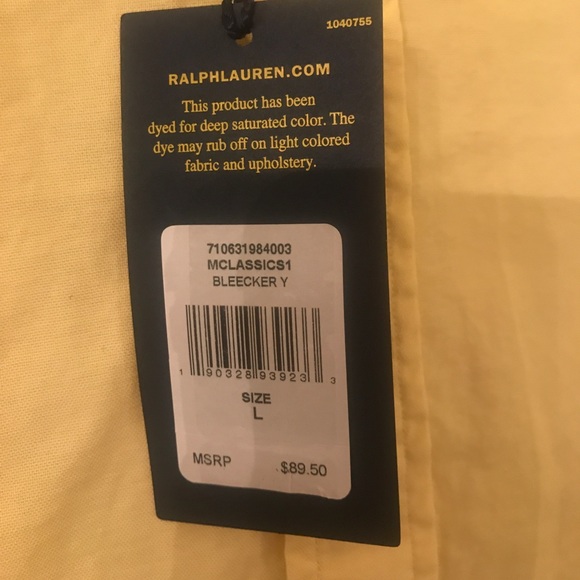 1040755
RALPHLAUREN.COM
This product has been
dyed for deep saturated color. The
dye may rub off on light colored
fabric and upholstery.
710631984003
MCLASSICS1
BLEECKER Y
1 90328 93923 3
SIZE
L
MSRP $89.50